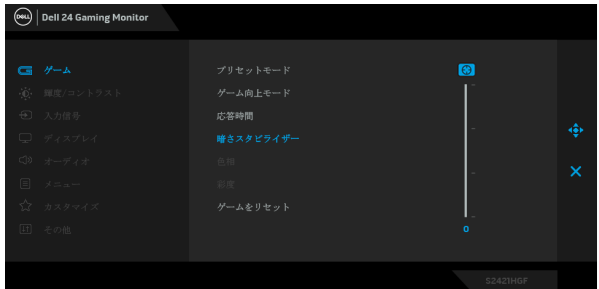 DELL Dell 24 Gaming Monitor
ゲーム
輝度/コントラスト
入力信号
ディスプレイ
オーディオ
メニュー
カスタマイズ
その他
プリセットモード
ゲーム向上モード
応答時間
暗さスタビライザー
色相
彩度
ゲームをリセット
0
S2421HGF